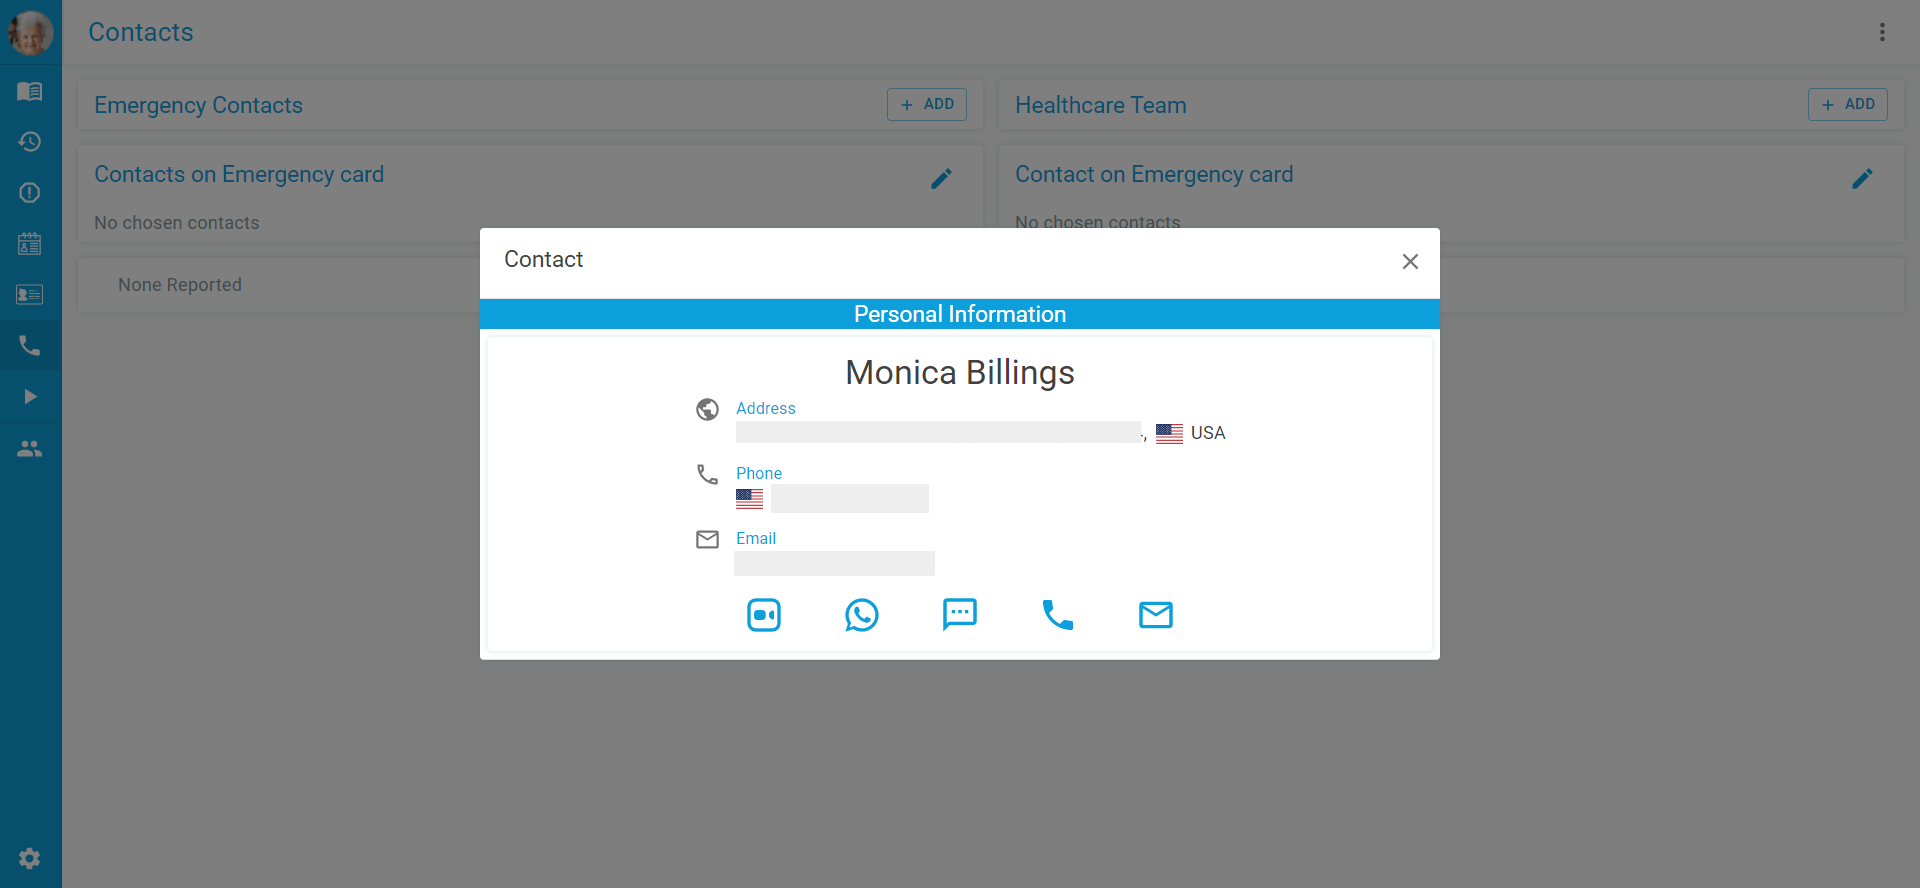 Contacts
Emergency Contacts
+ ADD
Healthcare Team
+ ADD
Contacts on Emergency card
No chosen contacts
Contact on Emergency card
No chosen contacts
None Reported
Contact
Personal Information
Monica Billings
Address
, USA
Phone
Email